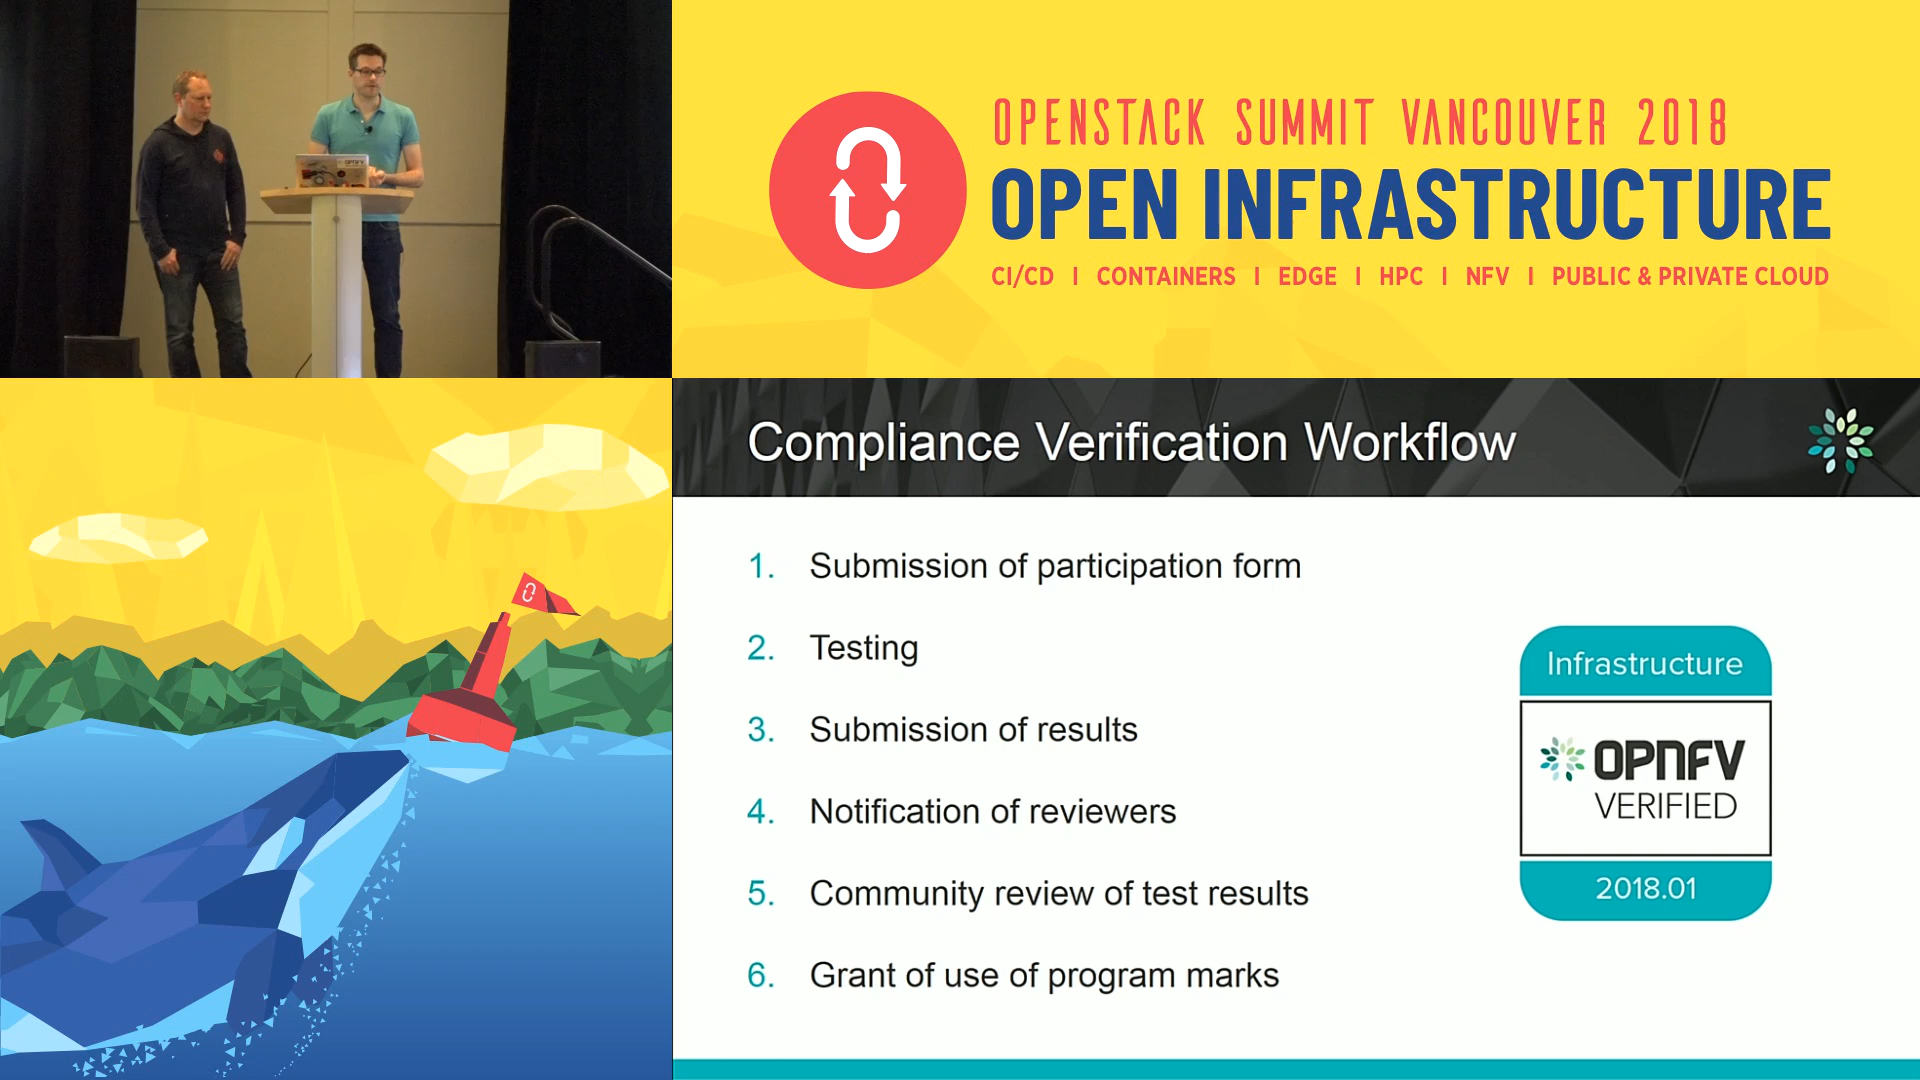 OPENSTACK SUMMIT VANCOUVER 2018
OPEN INFRASTRUCTURE
CI/CD | CONTAINERS | EDGE | HPC | NFV | PUBLIC & PRIVATE CLOUD
OPNFV
Compliance Verification Workflow
1. Submission of participation form
2. Testing
3. Submission of results
4. Notification of reviewers
5. Community review of test results
6. Grant of use of program marks
Infrastructure
OPNFV
VERIFIED
2018.01